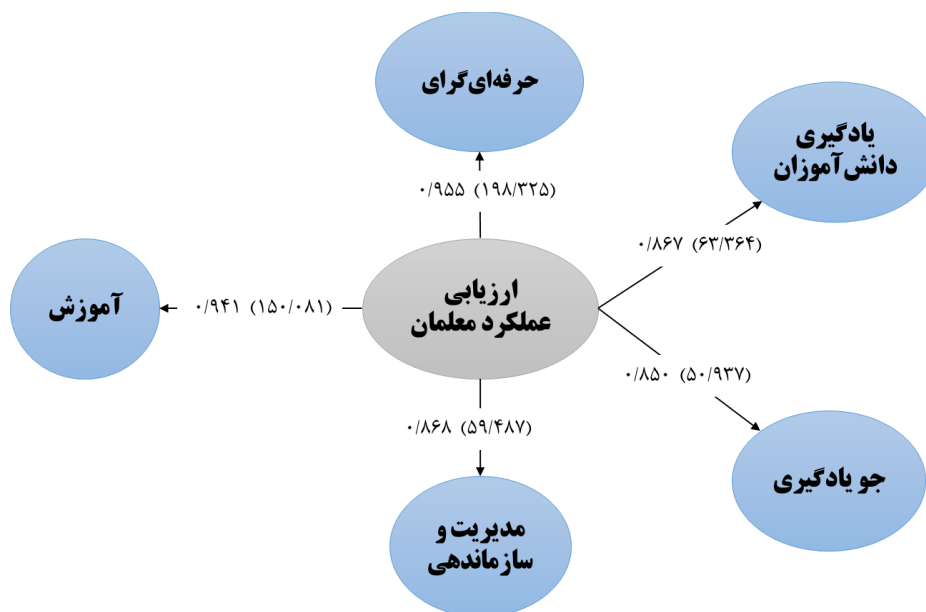 حرفه‌ای‌گرای
یادگیری
دانش‌آموزان
۰/۹۵۵ (۱۹۸/۳۲۵)
۰/۸۶۷ (۶۳/۳۶۴)
ارزیابی
عملکرد معلمان
آموزش
۰/۹۴۱ (۱۵۰/۰۸۱)
۰/۸۵۰ (۵۰/۹۳۷)
۰/۸۶۸ (۵۹/۴۸۷)
جو یادگیری
مدیریت و
سازماندهی